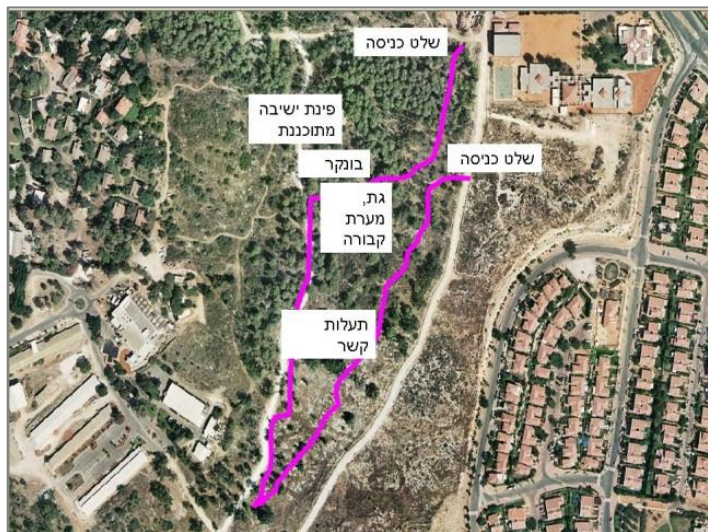 שלט כניסה
פינת ישיבה
מתוכננת
בונקר
שלט כניסה
גת,
מערת
קבורה
תעלות
קשר